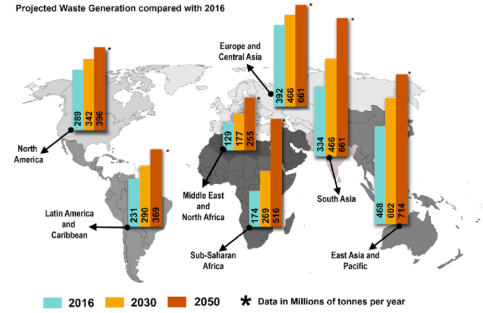 Projected Waste Generation compared with 2016
*
Europe and
Central Asia
392
466
661
*
289
342
396
North
America
*
334
466
661
South Asia
*
129
177
255
Middle East
and
North Africa
*
468
602
714
East Asia and
Pacific
*
231
290
369
Latin America
and
Caribbean
*
174
269
516
Sub-Saharan
Africa
*
2016 2030 2050 * Data in Millions of tonnes per year